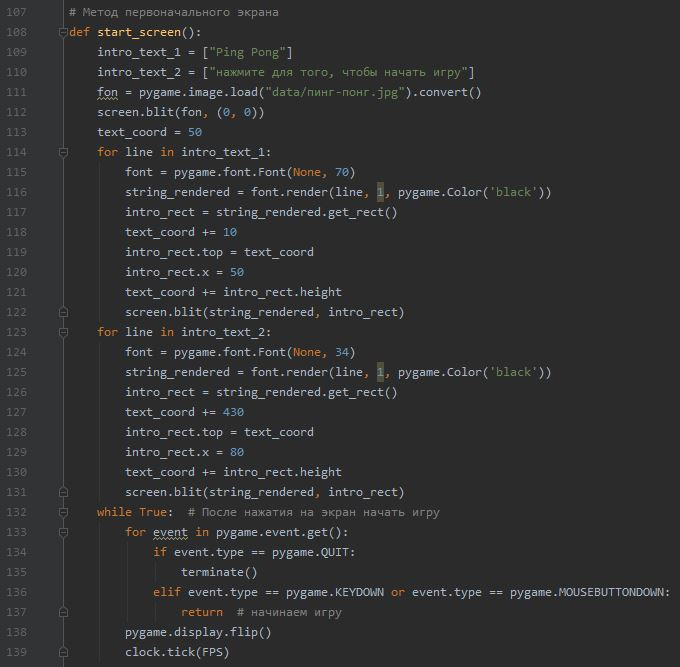 107 # Метод первоначального экрана
108 def start_screen():
109     intro_text_1 = ["Ping Pong"]
110     intro_text_2 = ["нажмите для того, чтобы начать игру"]
111     fon = pygame.image.load("data/пинг-понг.jpg").convert()
112     screen.blit(fon, (0, 0))
113     text_coord = 50
114     for line in intro_text_1:
115         font = pygame.font.Font(None, 70)
116         string_rendered = font.render(line, 1, pygame.Color('black'))
117         intro_rect = string_rendered.get_rect()
118         text_coord += 10
119         intro_rect.top = text_coord
120         intro_rect.x = 50
121         text_coord += intro_rect.height
122         screen.blit(string_rendered, intro_rect)
123     for line in intro_text_2:
124         font = pygame.font.Font(None, 34)
125         string_rendered = font.render(line, 1, pygame.Color('black'))
126         intro_rect = string_rendered.get_rect()
127         text_coord += 430
128         intro_rect.top = text_coord
129         intro_rect.x = 80
130         text_coord += intro_rect.height
131         screen.blit(string_rendered, intro_rect)
132     while True:  # После нажатия на экран начать игру
133         for event in pygame.event.get():
134             if event.type == pygame.QUIT:
135                 terminate()
136             elif event.type == pygame.KEYDOWN or event.type == pygame.MOUSEBUTTONDOWN:
137                 return  # начинаем игру
138         pygame.display.flip()
139         clock.tick(FPS)